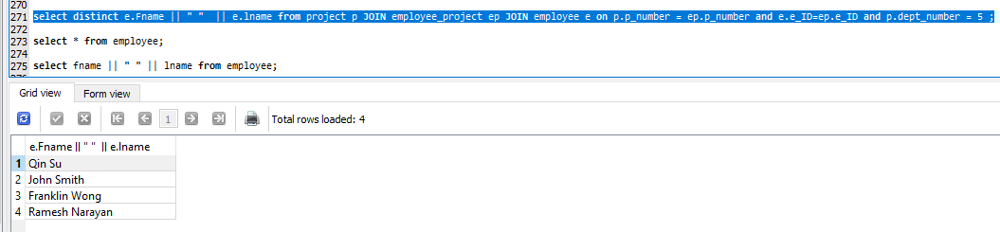 270
271 select distinct e.Fname || " " || e.lname from project p JOIN employee_project ep JOIN employee e on p.p_number = ep.p_number and e.e_ID=ep.e_ID and p.dept_number = 5 ;
272
273 select * from employee;
274
275 select fname || " " || lname from employee;
Grid view Form view
1 Total rows loaded: 4
e.Fname || " " || e.lname
1 Qin Su
2 John Smith
3 Franklin Wong
4 Ramesh Narayan